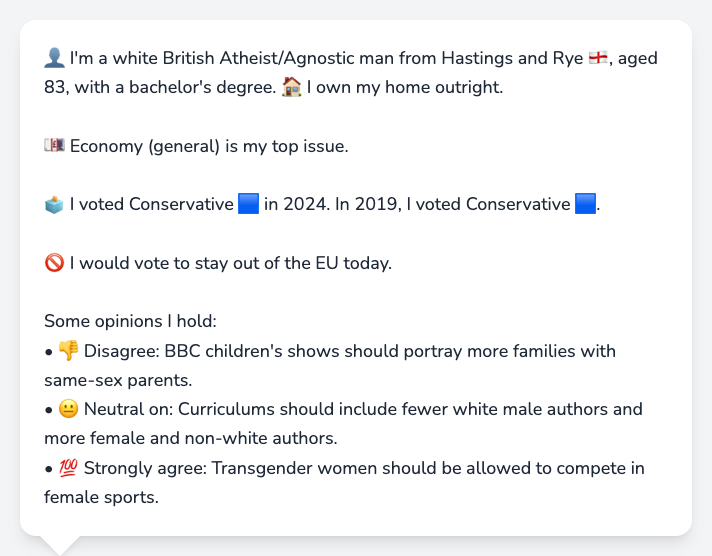 👤 I'm a white British Atheist/Agnostic man from Hastings and Rye 🏴󠁧󠁢󠁥󠁮󠁧󠁿, aged
83, with a bachelor's degree. 🏠 I own my home outright.
💷 Economy (general) is my top issue.
🗳️ I voted Conservative 🟦 in 2024. In 2019, I voted Conservative 🟦.
🚫 I would vote to stay out of the EU today.
Some opinions I hold:
• 👎 Disagree: BBC children's shows should portray more families with
same-sex parents.
• 😐 Neutral on: Curriculums should include fewer white male authors and
more female and non-white authors.
• 💯 Strongly agree: Transgender women should be allowed to compete in
female sports.